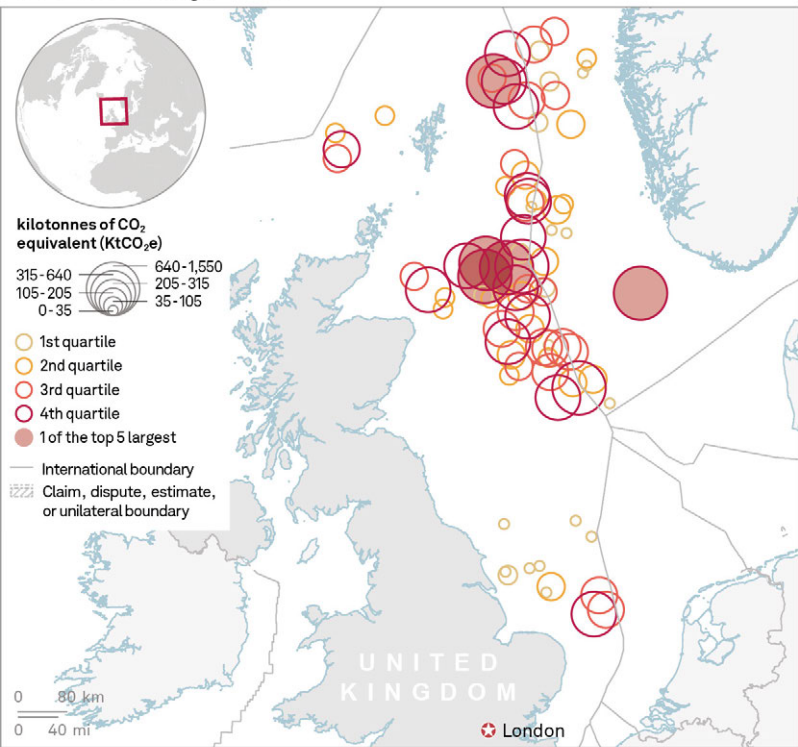 kilotonnes of CO₂
equivalent (KtCO₂e)
315-640
105-205
0-35
640-1,550
205-315
35-105
1st quartile
2nd quartile
3rd quartile
4th quartile
1 of the top 5 largest
International boundary
Claim, dispute, estimate,
or unilateral boundary
UNITED
KINGDOM
London
0 80 km
0 40 mi